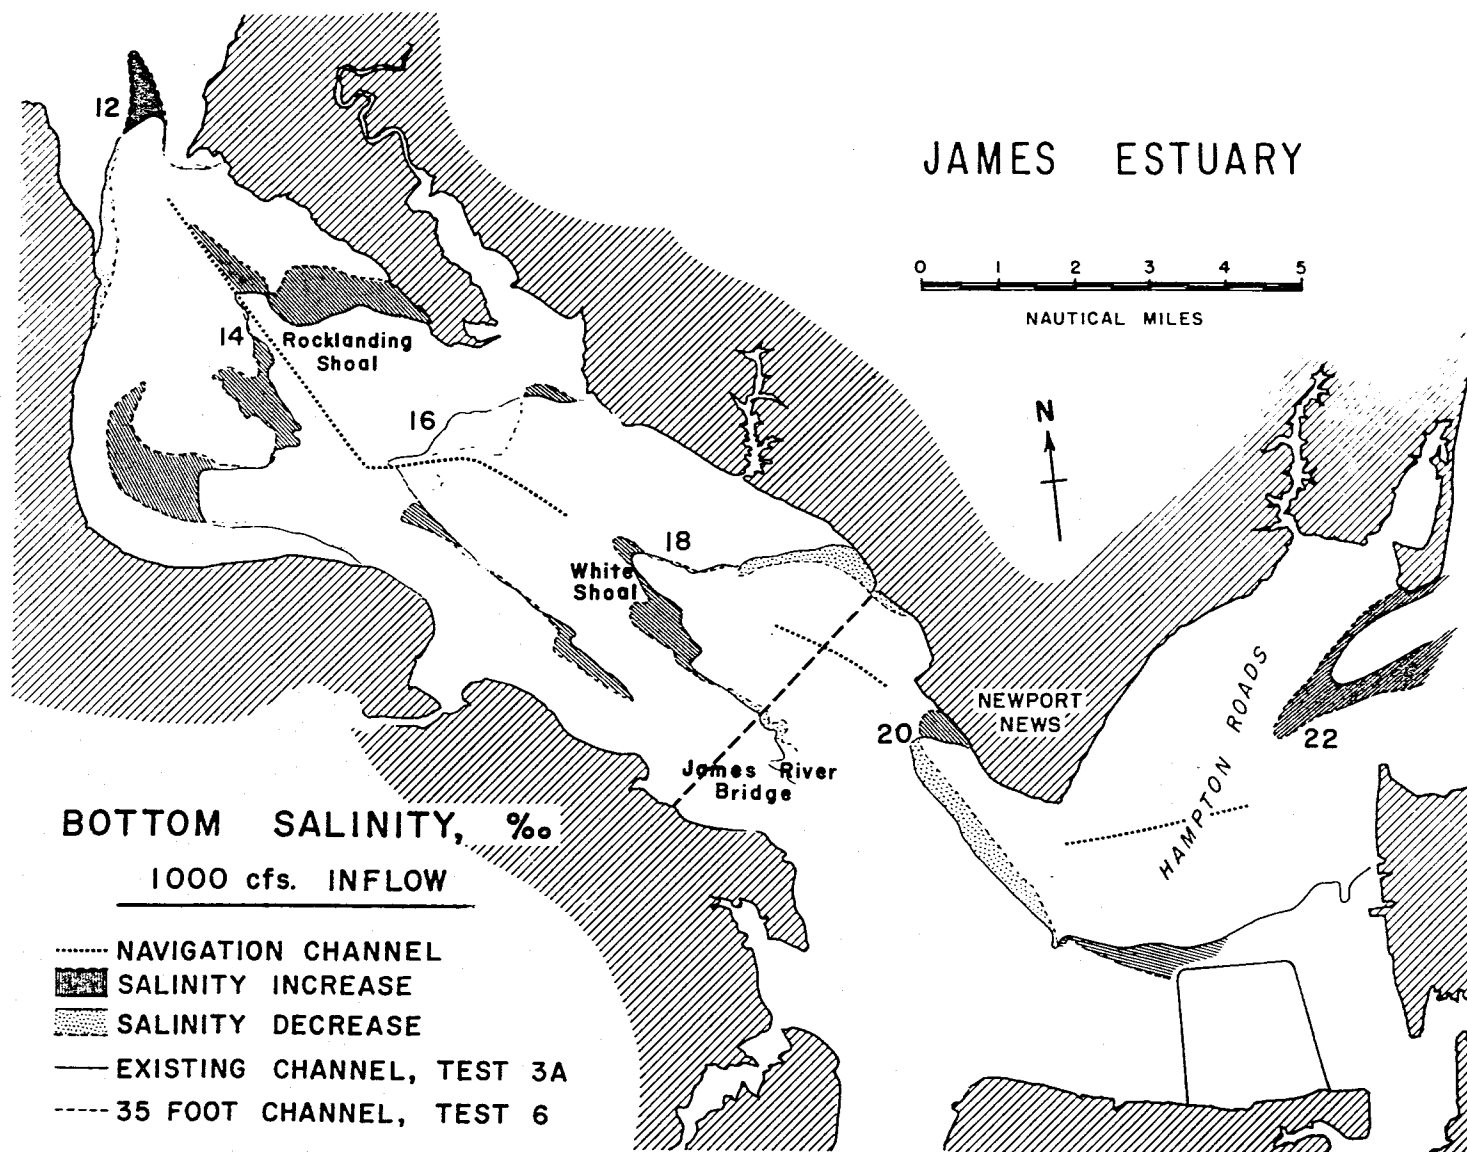 12
JAMES ESTUARY
0 1 2 3 4 5
NAUTICAL MILES
14
Rocklanding
Shoal
16
N
18
White
Shoal
NEWPORT
NEWS
20
HAMPTON ROADS
22
James River
Bridge
BOTTOM SALINITY, ‰
1000 cfs. INFLOW
NAVIGATION CHANNEL
SALINITY INCREASE
SALINITY DECREASE
EXISTING CHANNEL, TEST 3A
35 FOOT CHANNEL, TEST 6